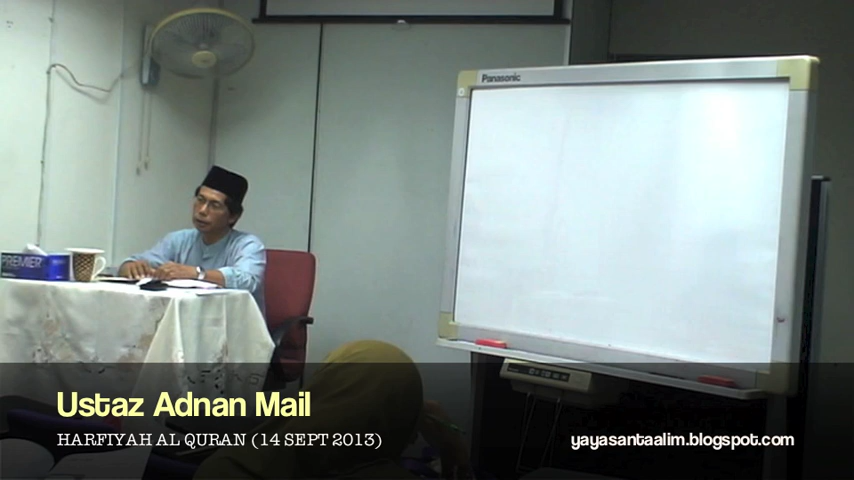 Panasonic
PREMIER
Ustaz Adnan Mail
HARFIYAH AL QURAN (14 SEPT 2013)
yayasantaalim.blogspot.com